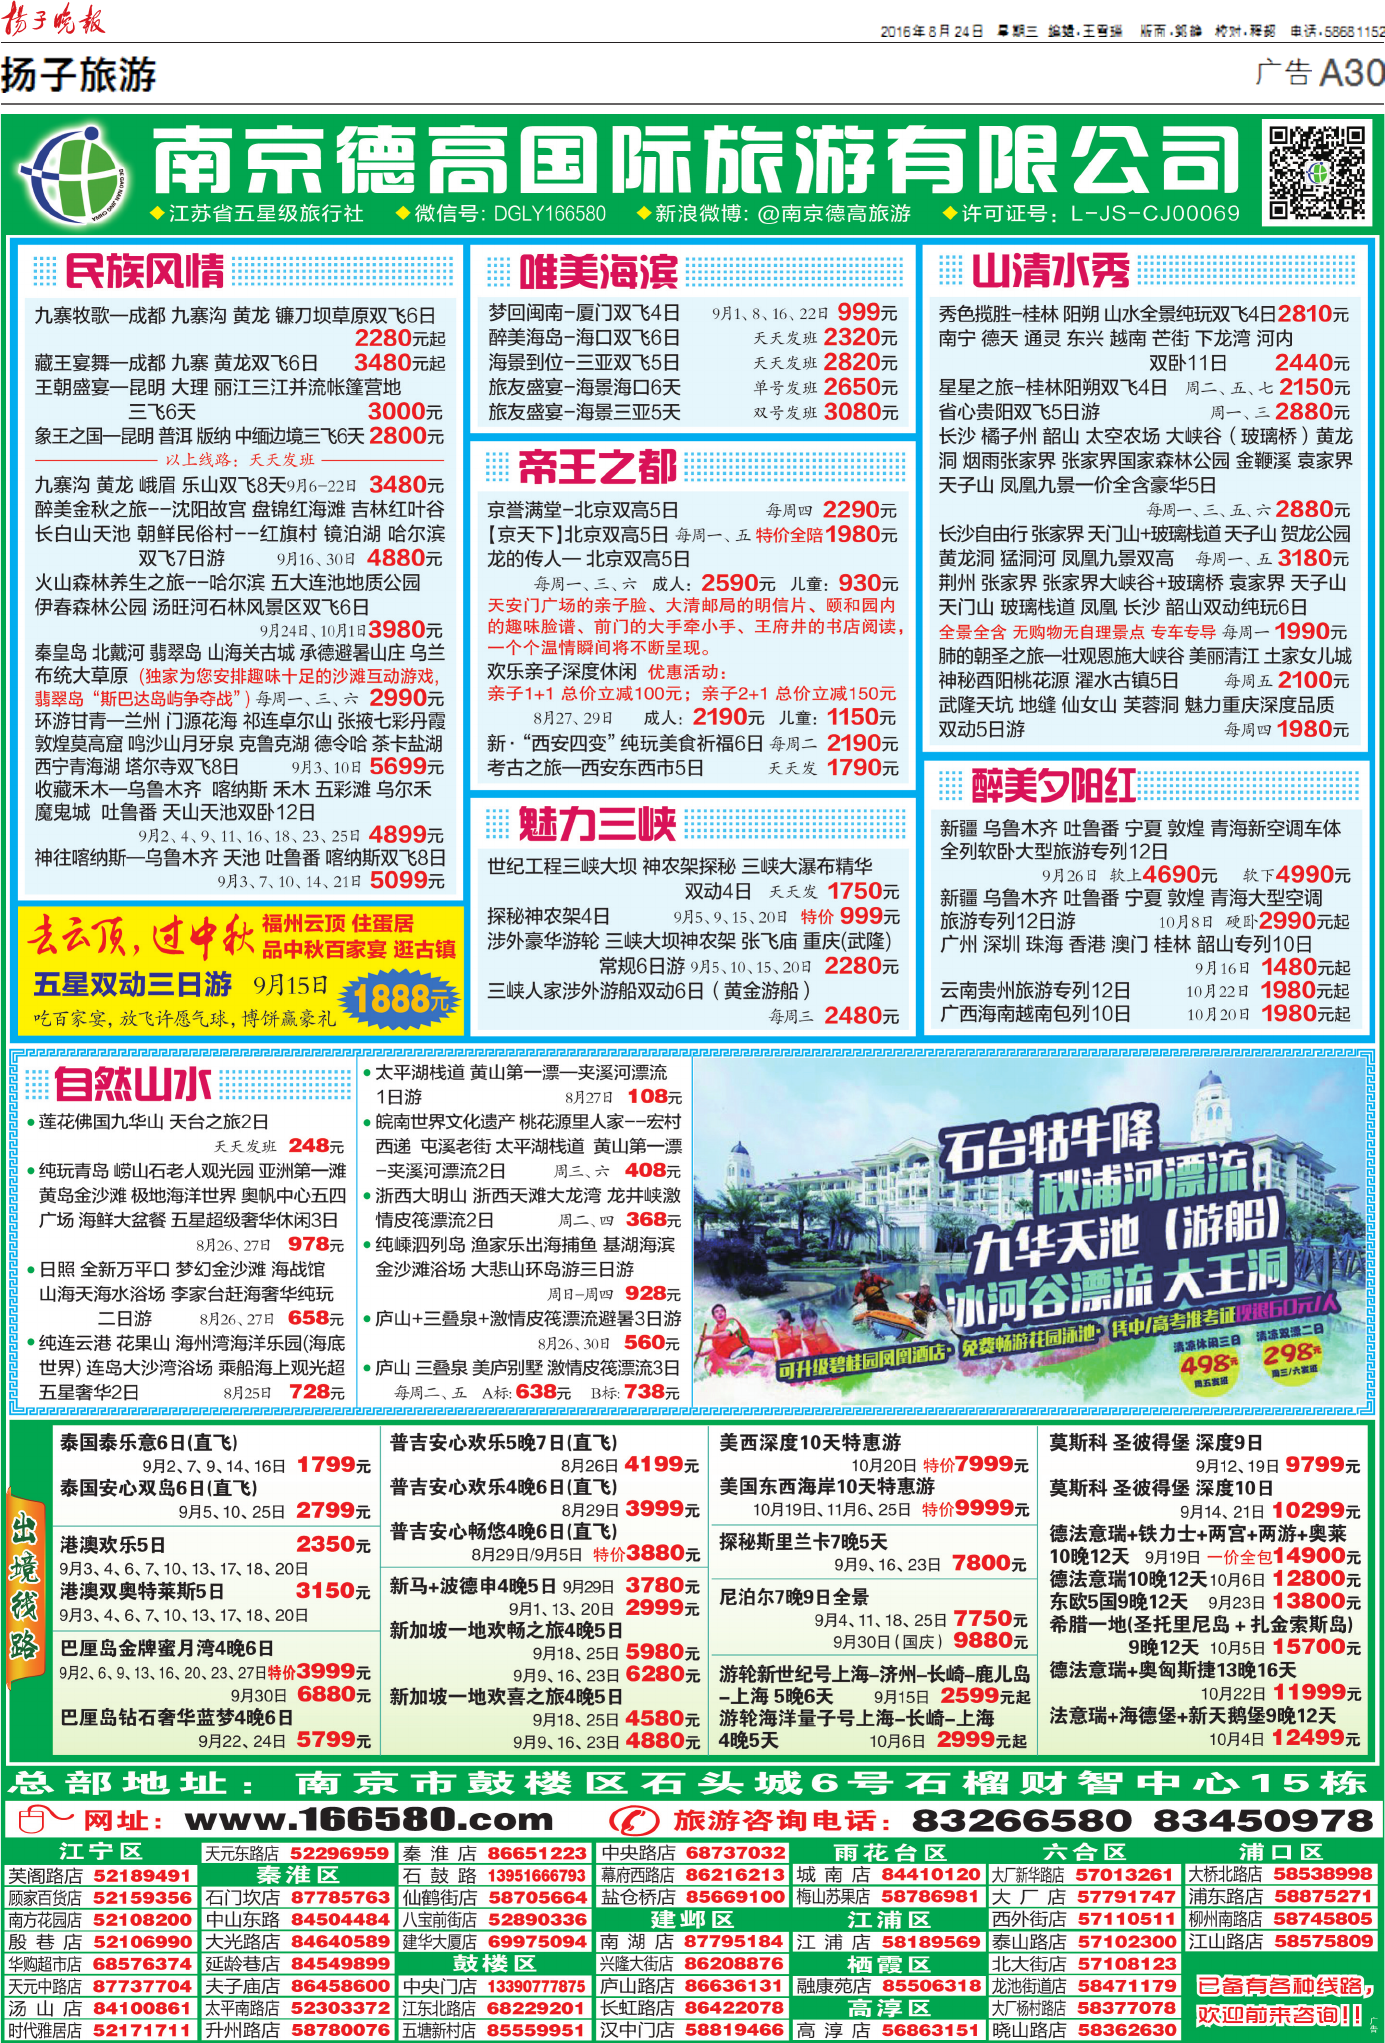 扬子晚报
2016年8月24日 星期三 编辑:王雪瑞 版面:郭静 校对:程韶 电话:58681152
扬子旅游
广告 A30
南京德高国际旅游有限公司
◆江苏省五星级旅行社 ◆微信号: DGLY166580 ◆新浪微博: @南京德高旅游 ◆许可证号: L-JS-CJ00069
民族风情
九寨牧歌—成都 九寨沟 黄龙 镰刀坝草原双飞6日
2280元起
藏王宴舞—成都 九寨 黄龙双飞6日 3480元起
王朝盛宴—昆明 大理 丽江三江并流帐篷营地
三飞6天 3000元
象王之国—昆明 普洱 版纳 中缅边境三飞6天 2800元
以上线路: 天天发班
九寨沟 黄龙 峨眉 乐山双飞8天9月6-22日 3480元
醉美金秋之旅--沈阳故宫 盘锦红海滩 吉林红叶谷
长白山天池 朝鲜民俗村--红旗村 镜泊湖 哈尔滨
双飞7日游 9月16、30日 4880元
火山森林养生之旅--哈尔滨 五大连池地质公园
伊春森林公园 汤旺河石林风景区双飞6日
9月24日、10月1日3980元
秦皇岛 北戴河 翡翠岛 山海关古城 承德避暑山庄 乌兰
布统大草原 (独家为您安排趣味十足的沙滩互动游戏,
翡翠岛“斯巴达岛屿争夺战”) 每周一、三、六 2990元
环游甘青—兰州 门源花海 祁连卓尔山 张掖七彩丹霞
敦煌莫高窟 鸣沙山月牙泉 克鲁克湖 德令哈 茶卡盐湖
西宁青海湖 塔尔寺双飞8日 9月3、10日 5699元
收藏禾木—乌鲁木齐 喀纳斯 禾木 五彩滩 乌尔禾
魔鬼城 吐鲁番 天山天池双卧12日
9月2、4、9、11、16、18、23、25日 4899元
神往喀纳斯—乌鲁木齐 天池 吐鲁番 喀纳斯双飞8日
9月3、7、10、14、21日 5099元
去云顶,过中秋 福州云顶 住蛋居
品中秋百家宴 逛古镇
五星双动三日游 9月15日 1888元
吃百家宴, 放飞许愿气球, 博饼赢豪礼
唯美海滨
梦回闽南-厦门双飞4日 9月1、8、16、22日 999元
醉美海岛-海口双飞6日 天天发班 2320元
海景到位-三亚双飞5日 天天发班 2820元
旅友盛宴-海景海口6天 单号发班 2650元
旅友盛宴-海景三亚5天 双号发班 3080元
帝王之都
京誉满堂-北京双高5日 每周四 2290元
【京天下】北京双高5日 每周一、五 特价全陪1980元
龙的传人— 北京双高5日
每周一、三、六 成人: 2590元 儿童: 930元
天安门广场的亲子脸、大清邮局的明信片、颐和园内
的趣味脸谱、前门的大手牵小手、王府井的书店阅读,
一个个温情瞬间将不断呈现。
欢乐亲子深度休闲 优惠活动:
亲子1+1 总价立减100元; 亲子2+1 总价立减150元
8月27、29日 成人: 2190元 儿童: 1150元
新·“西安四变” 纯玩美食祈福6日 每周二 2190元
考古之旅—西安东西市5日 天天发 1790元
魅力三峡
世纪工程三峡大坝 神农架探秘 三峡大瀑布精华
双动4日 天天发 1750元
探秘神农架4日 9月5、9、15、20日 特价 999元
涉外豪华游轮 三峡大坝神农架 张飞庙 重庆(武隆)
常规6日游 9月5、10、15、20日 2280元
三峡人家涉外游船双动6日 (黄金游船)
每周三 2480元
山清水秀
秀色揽胜-桂林 阳朔 山水全景纯玩双飞4日2810元
南宁 德天 通灵 东兴 越南 芒街 下龙湾 河内
双卧11日 2440元
星星之旅-桂林阳朔双飞4日 周二、五、七 2150元
省心贵阳双飞5日游 周一、三 2880元
长沙 橘子州 韶山 太空农场 大峡谷 (玻璃桥) 黄龙
洞 烟雨张家界 张家界国家森林公园 金鞭溪 袁家界
天子山 凤凰九景一价全含豪华5日
每周一、三、五、六 2880元
长沙自由行 张家界 天门山+玻璃栈道 天子山 贺龙公园
黄龙洞 猛洞河 凤凰九景双高 每周一、五 3180元
荆州 张家界 张家界大峡谷+玻璃桥 袁家界 天子山
天门山 玻璃栈道 凤凰 长沙 韶山双动纯玩6日
全景全含 无购物无自理景点 专车专导 每周一 1990元
肺的朝圣之旅—壮观恩施大峡谷 美丽清江 土家女儿城
神秘酉阳桃花源 濯水古镇5日 每周五 2100元
武隆天坑 地缝 仙女山 芙蓉洞 魅力重庆深度品质
双动5日游 每周四 1980元
醉美夕阳红
新疆 乌鲁木齐 吐鲁番 宁夏 敦煌 青海新空调车体
全列软卧大型旅游专列12日
9月26日 软上4690元 软下4990元
新疆 乌鲁木齐 吐鲁番 宁夏 敦煌 青海大型空调
旅游专列12日游 10月8日 硬卧2990元起
广州 深圳 珠海 香港 澳门 桂林 韶山专列10日
9月16日 1480元起
云南贵州旅游专列12日 10月22日 1980元起
广西海南越南包列10日 10月20日 1980元起
自然山水
●莲花佛国九华山 天台之旅2日
天天发班 248元
●纯玩青岛 崂山石老人观光园 亚洲第一滩
黄岛金沙滩 极地海洋世界 奥帆中心五四
广场 海鲜大盆餐 五星超级奢华休闲3日
8月26、27日 978元
●日照 全新万平口 梦幻金沙滩 海战馆
山海天海水浴场 李家台赶海奢华纯玩
二日游 8月26、27日 658元
●纯连云港 花果山 海州湾海洋乐园(海底
世界) 连岛大沙湾浴场 乘船海上观光超
五星奢华2日 8月25日 728元
●太平湖栈道 黄山第一漂—夹溪河漂流
1日游 8月27日 108元
●皖南世界文化遗产 桃花源里人家--宏村
西递 屯溪老街 太平湖栈道 黄山第一漂
-夹溪河漂流2日 周三、六 408元
●浙西大明山 浙西天滩大龙湾 龙井峡激
情皮筏漂流2日 周二、四 368元
●纯嵊泗列岛 渔家乐出海捕鱼 基湖海滨
金沙滩浴场 大悲山环岛游三日游
周日-周四 928元
●庐山+三叠泉+激情皮筏漂流避暑3日游
8月26、30日 560元
●庐山 三叠泉 美庐别墅 激情皮筏漂流3日
每周二、五 A标: 638元 B标: 738元
石台牯牛降
秋浦河漂流
九华天池(游船)
冰河谷漂流 大王洞
可升级碧桂园凤凰酒店· 免费畅游花园泳池· 凭中/高考准考证再退60元/人
清凉休闲三日 498元 周五发班
清凉双漂二日 298元 周三/六发班
出境线路
泰国泰乐意6日(直飞)
9月2、7、9、14、16日 1799元
泰国安心双岛6日(直飞)
9月5、10、25日 2799元
港澳欢乐5日 2350元
9月3、4、6、7、10、13、17、18、20日
港澳双奥特莱斯5日 3150元
9月3、4、6、7、10、13、17、18、20日
巴厘岛金牌蜜月湾4晚6日
9月2、6、9、13、16、20、23、27日特价3999元
9月30日 6880元
巴厘岛钻石奢华蓝梦4晚6日
9月22、24日 5799元
普吉安心欢乐5晚7日(直飞)
8月26日 4199元
普吉安心欢乐4晚6日(直飞)
8月29日 3999元
普吉安心畅悠4晚6日(直飞)
8月29日/9月5日 特价3880元
新马+波德申4晚5日 9月29日 3780元
9月1、13、20日 2999元
新加坡一地欢畅之旅4晚5日
9月18、25日 5980元
9月9、16、23日 6280元
新加坡一地欢喜之旅4晚5日
9月18、25日 4580元
9月9、16、23日 4880元
美西深度10天特惠游
10月20日 特价7999元
美国东西海岸10天特惠游
10月19日、11月6、25日 特价9999元
探秘斯里兰卡7晚5天
9月9、16、23日 7800元
尼泊尔7晚9日全景
9月4、11、18、25日 7750元
9月30日(国庆) 9880元
游轮新世纪号上海-济州-长崎-鹿儿岛
-上海 5晚6天 9月15日 2599元起
游轮海洋量子号上海-长崎-上海
4晚5天 10月6日 2999元起
莫斯科 圣彼得堡 深度9日
9月12、19日 9799元
莫斯科 圣彼得堡 深度10日
9月14、21日 10299元
德法意瑞+铁力士+两宫+两游+奥莱
10晚12天 9月19日 一价全包14900元
德法意瑞10晚12天10月6日 12800元
东欧5国9晚12天 9月23日 13800元
希腊一地(圣托里尼岛+扎金索斯岛)
9晚12天 10月5日 15700元
德法意瑞+奥匈斯捷13晚16天
10月22日 11999元
法意瑞+海德堡+新天鹅堡9晚12天
10月4日 12499元
总部地址: 南京市鼓楼区石头城6号石榴财智中心15栋
网址: www.166580.com 旅游咨询电话: 83266580 83450978
江宁区
芙阁路店 52189491
顾家百货店 52159356
南方花园店 52108200
殷巷店 52106990
华购超市店 68576374
天元中路店 87737704
汤山店 84100861
时代雅居店 52171711
天元东路店 52296959
秦淮区
石门坎店 87785763
中山东路 84504484
大光路店 84640589
延龄巷店 84549899
夫子庙店 86458600
太平南路店 52303372
升州路店 58780076
秦淮店 86651223
石鼓路 13951666793
仙鹤街店 58705664
八宝前街店 52890336
建华大厦店 69975094
鼓楼区
中央门店 13390777875
江东北路店 68229201
五塘新村店 85559951
中央路店 68737032
幕府西路店 86216213
盐仓桥店 85669100
建邺区
南湖店 87795184
兴隆大街店 86208876
庐山路店 86636131
长虹路店 86422078
汉中门店 58819466
雨花台区
城南店 84410120
梅山苏果店 58786981
江浦区
江浦店 58189569
栖霞区
融康苑店 85506318
高淳区
高淳店 56863151
六合区
大厂新华路店 57013261
大厂店 57791747
西外街店 57110511
泰山路店 57102300
北大街店 57108123
龙池街道店 58471179
大厂杨村路店 58377078
晓山路店 58362630
浦口区
大桥北路店 58538998
浦东路店 58875271
柳州南路店 58745805
江山路店 58575809
已备有各种线路,
欢迎前来咨询!!
广告